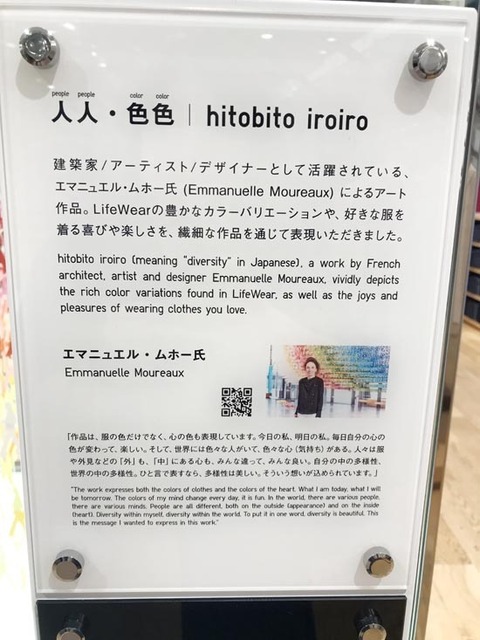 people people color color
人人・色色 | hitobito iroiro
建築家/アーティスト/デザイナーとして活躍されている、
エマニュエル・ムホー氏 (Emmanuelle Moureaux) によるアート
作品。LifeWearの豊かなカラーバリエーションや、好きな服を
着る喜びや楽しさを、繊細な作品を通じて表現いただきました。
hitobito iroiro (meaning "diversity" in Japanese), a work by French
architect, artist and designer Emmanuelle Moureaux, vividly depicts
the rich color variations found in LifeWear, as well as the joys and
pleasures of wearing clothes you love.
エマニュエル・ムホー氏
Emmanuelle Moureaux
「作品は、服の色だけでなく、心の色も表現しています。今日の私、明日の私。毎日自分の心の
色が変わって、楽しい。そして、世界には色々な人がいて、色々な心（気持ち）がある。人々は服
や外見などの「外」も、「中」にある心も、みんな違って、みんな良い。自分の中の多様性、
世界の中の多様性。ひと言で表すなら、多様性は美しい。そういう想いが込められています。」
"The work expresses both the colors of clothes and the colors of the heart. What I am today, what I will
be tomorrow. The colors of my mind change every day, it is fun. In the world, there are various people,
there are various minds. People are all different, both on the outside (appearance) and on the inside
(heart). Diversity within myself, diversity within the world. To put it in one word, diversity is beautiful. This
is the message I wanted to express in this work."